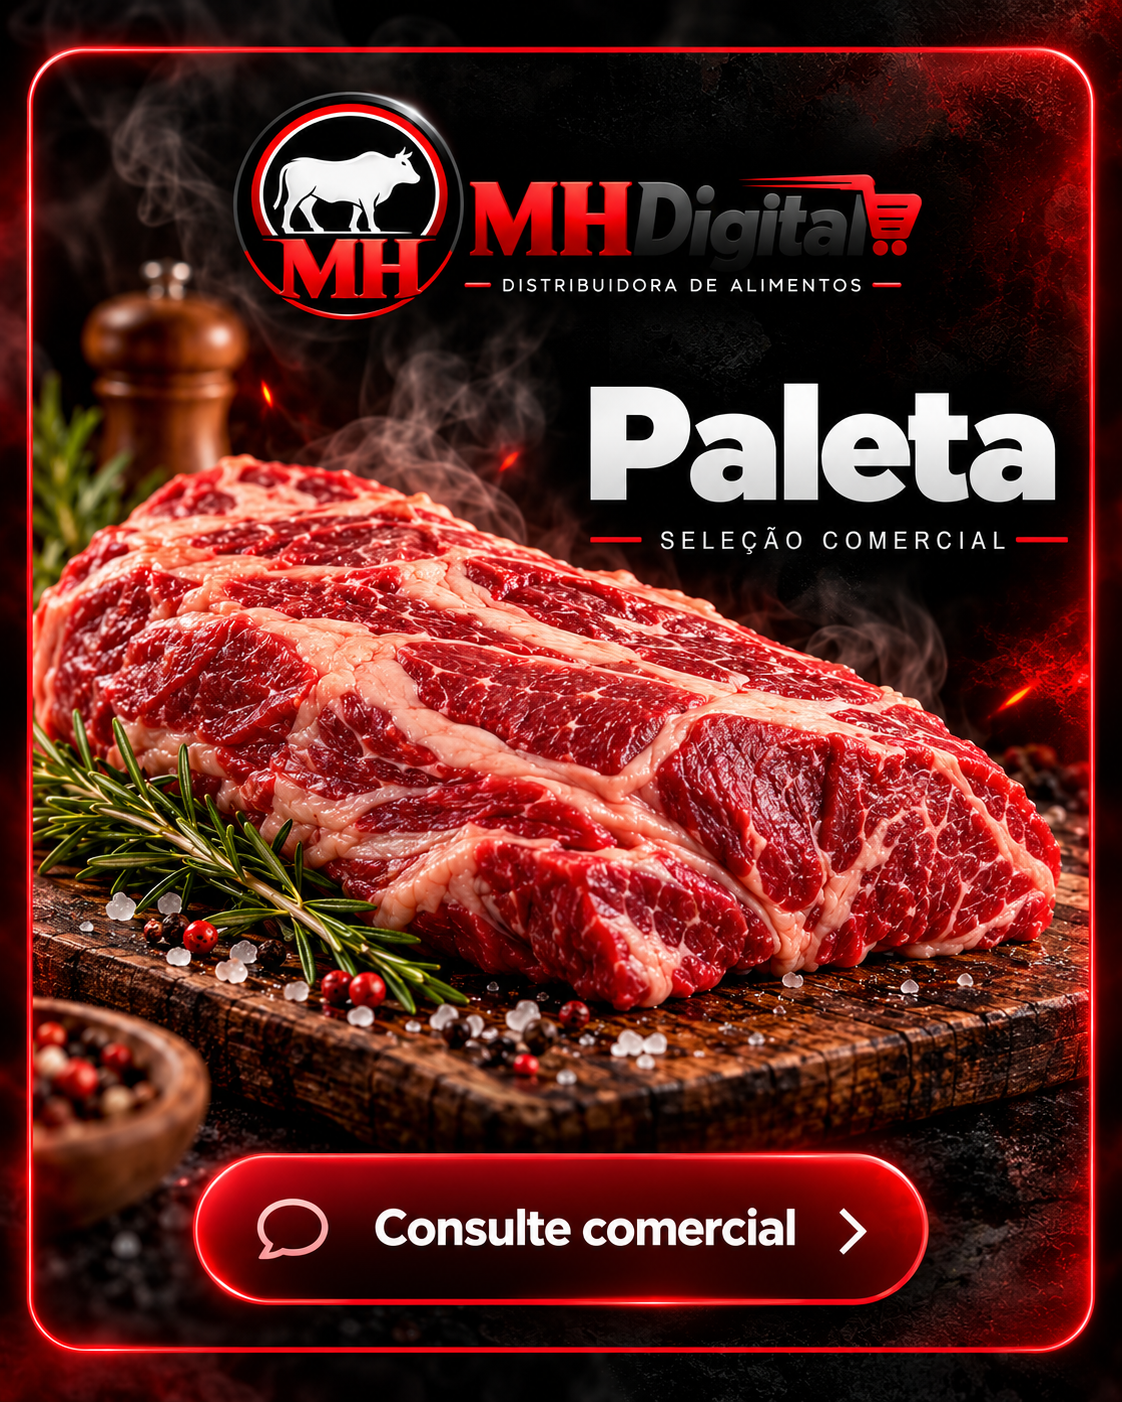 MH
MHDigital
DISTRIBUIDORA DE ALIMENTOS
Paleta
SELEÇÃO COMERCIAL
Consulte comercial